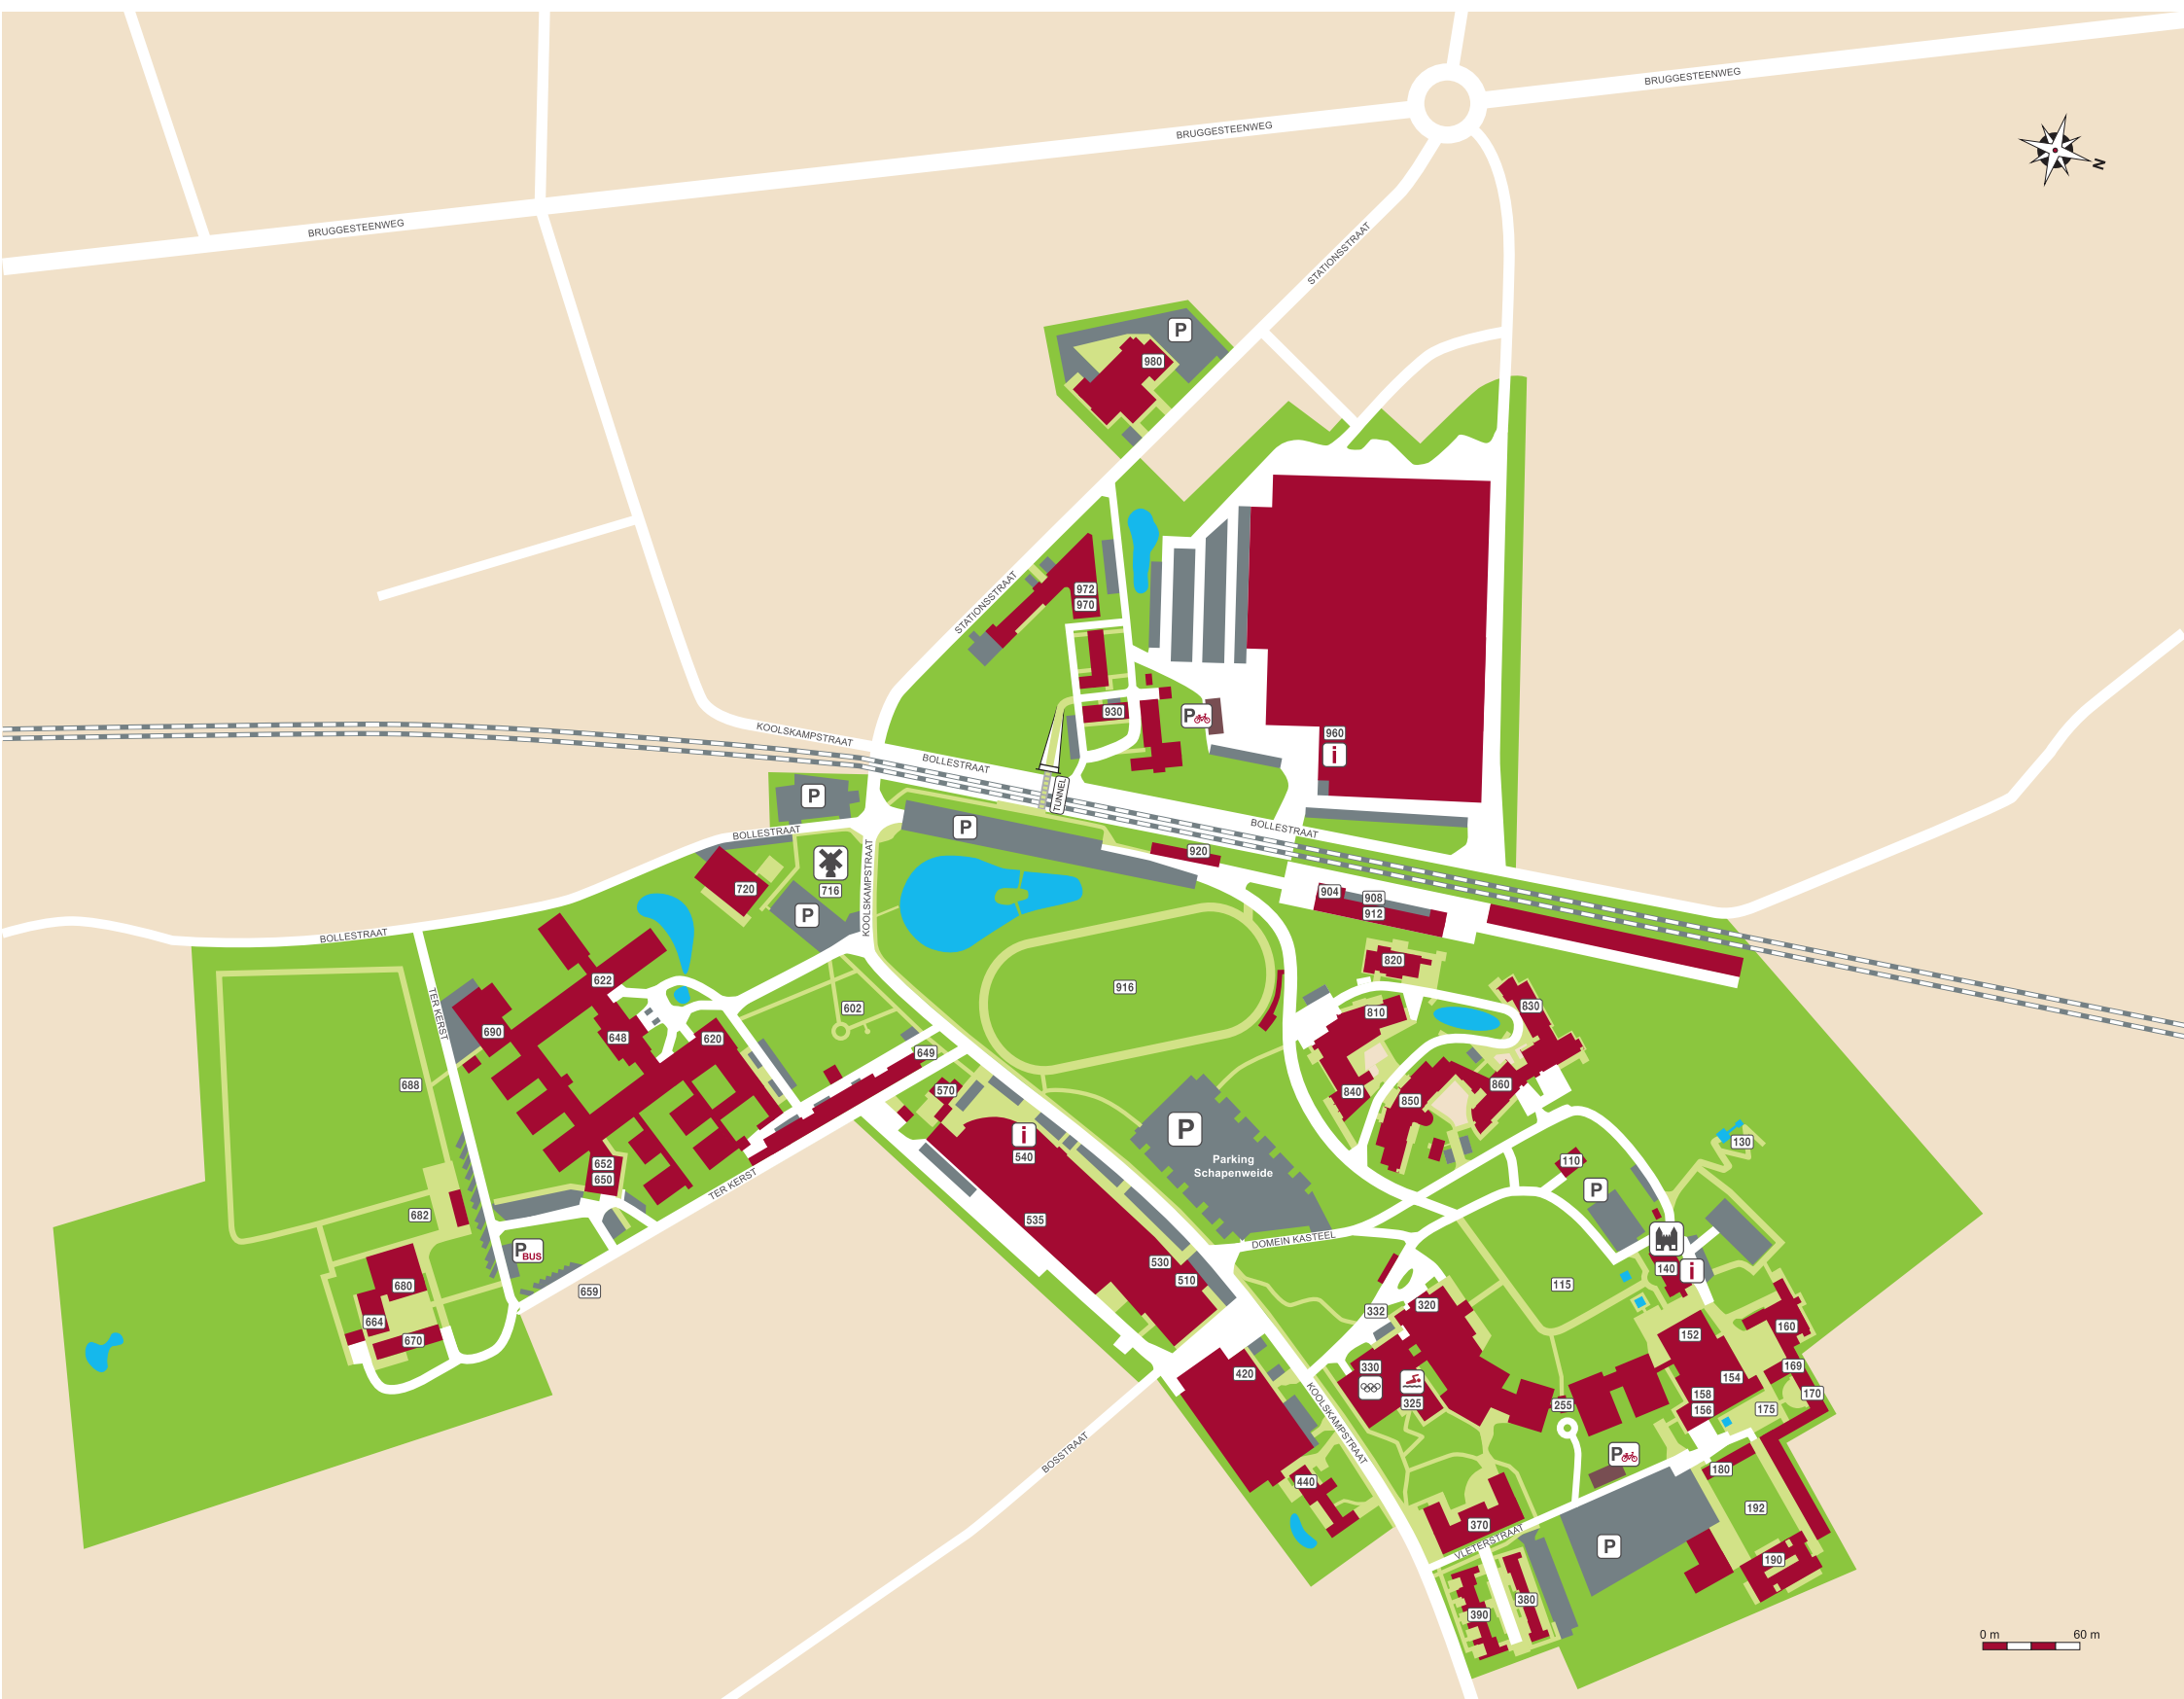 BRUGGESTEENWEG
BRUGGESTEENWEG
N
BRUGGESTEENWEG
STATIONSSTRAAT
P
980
STATIONSSTRAAT
972
970
930
P
960
i
KOOLSKAMPSTRAAT
BOLLESTRAAT
TUNNEL
P
P
BOLLESTRAAT
BOLLESTRAAT
920
KOOLSKAMPSTRAAT
720
716
P
904
908
912
BOLLESTRAAT
820
622
916
TER KERST
690
648
620
602
810
830
649
688
570
840
850
860
i
540
P
Parking
Schapenweide
130
110
652
650
TER KERST
P
682
535
DOMEIN KASTEEL
P BUS
530
510
140
i
680
659
115
664
670
332
320
152
160
330
325
420
154
169
158
156
170
255
175
KOOLSKAMPSTRAAT
BOSSTRAAT
P
180
440
192
370
VLETERSTRAAT
P
190
380
390
0 m
60 m